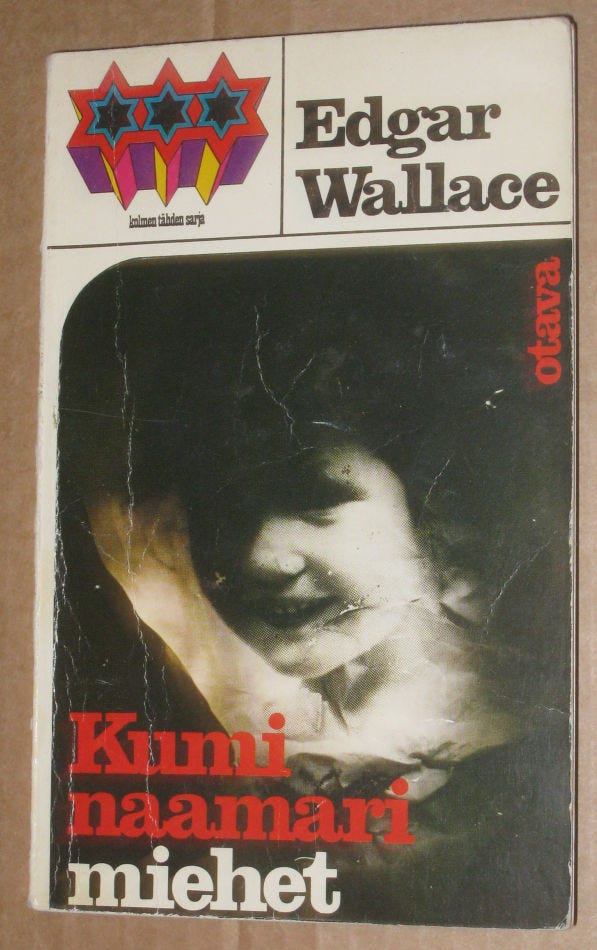 kolmen tähden sarja
Edgar
Wallace
otava
Kumi
naamari
miehet